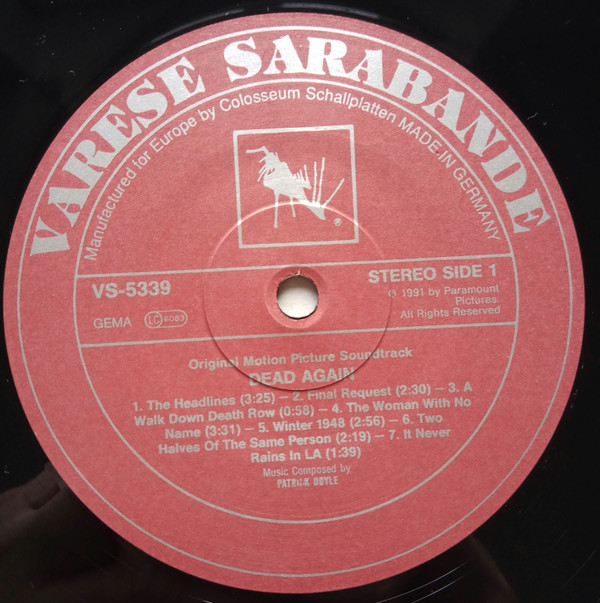 VARESE SARABANDE
Manufactured for Europe by Colosseum Schallplatten MADE IN GERMANY
®
VS-5339
STEREO SIDE 1
GEMA
LC 6083
℗ 1991 by Paramount
Pictures.
All Rights Reserved
Original Motion Picture Soundtrack
DEAD AGAIN
1. The Headlines (3:25) – 2. Final Request (2:30) – 3. A
Walk Down Death Row (0:58) – 4. The Woman With No
Name (3:31) – 5. Winter 1948 (2:56) – 6. Two
Halves Of The Same Person (2:19) – 7. It Never
Rains In LA (1:39)
Music Composed by
PATRICK DOYLE